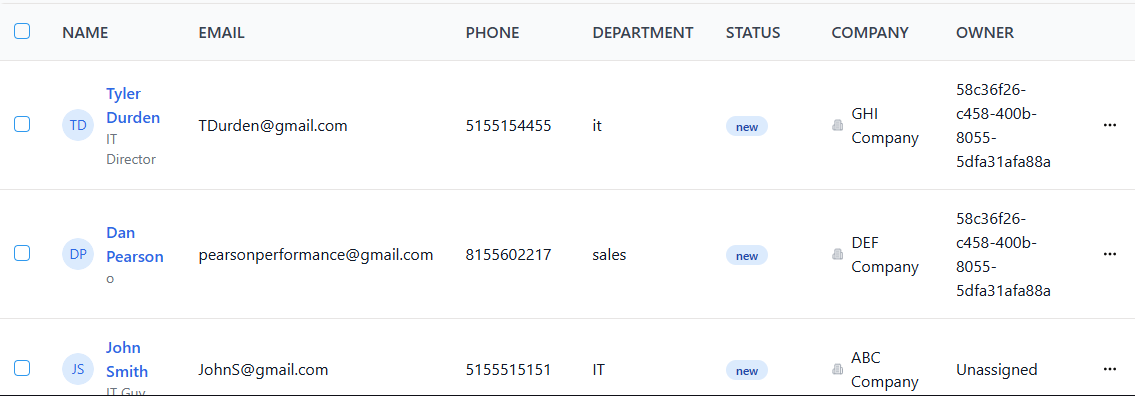 NAME EMAIL PHONE DEPARTMENT STATUS COMPANY OWNER
TD
Tyler
Durden
IT
Director
TDurden@gmail.com
5155154455
it
new
GHI
Company
58c36f26-
c458-400b-
8055-
5dfa31afa88a
DP
Dan
Pearson
o
pearsonperformance@gmail.com
8155602217
sales
new
DEF
Company
58c36f26-
c458-400b-
8055-
5dfa31afa88a
JS
John
Smith
IT Guy
JohnS@gmail.com
5155515151
IT
new
ABC
Company
Unassigned